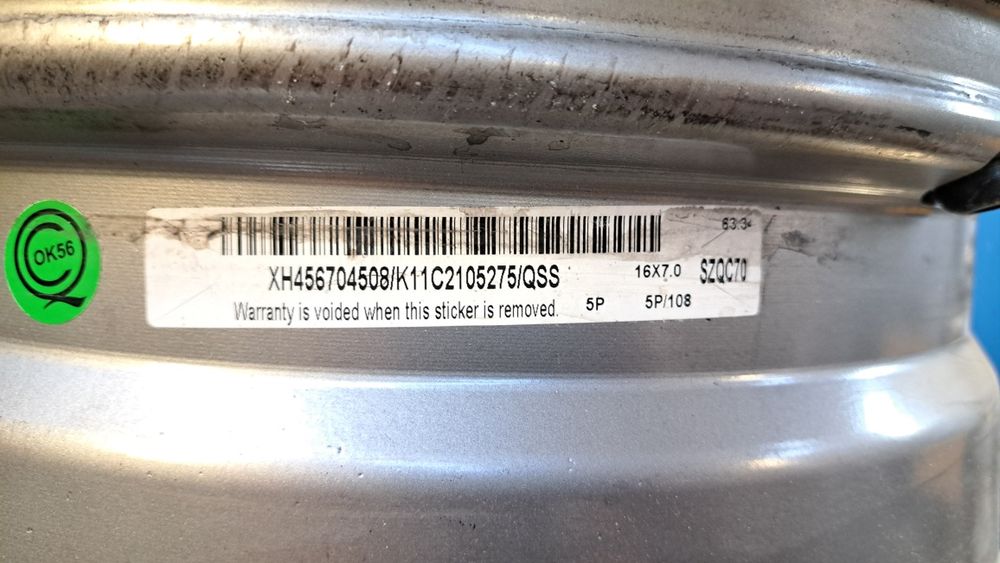 OK56
63.34
XH456704508/K11C2105275/QSS 16X7.0 SZQC70
Warranty is voided when this sticker is removed. 5P 5P/108